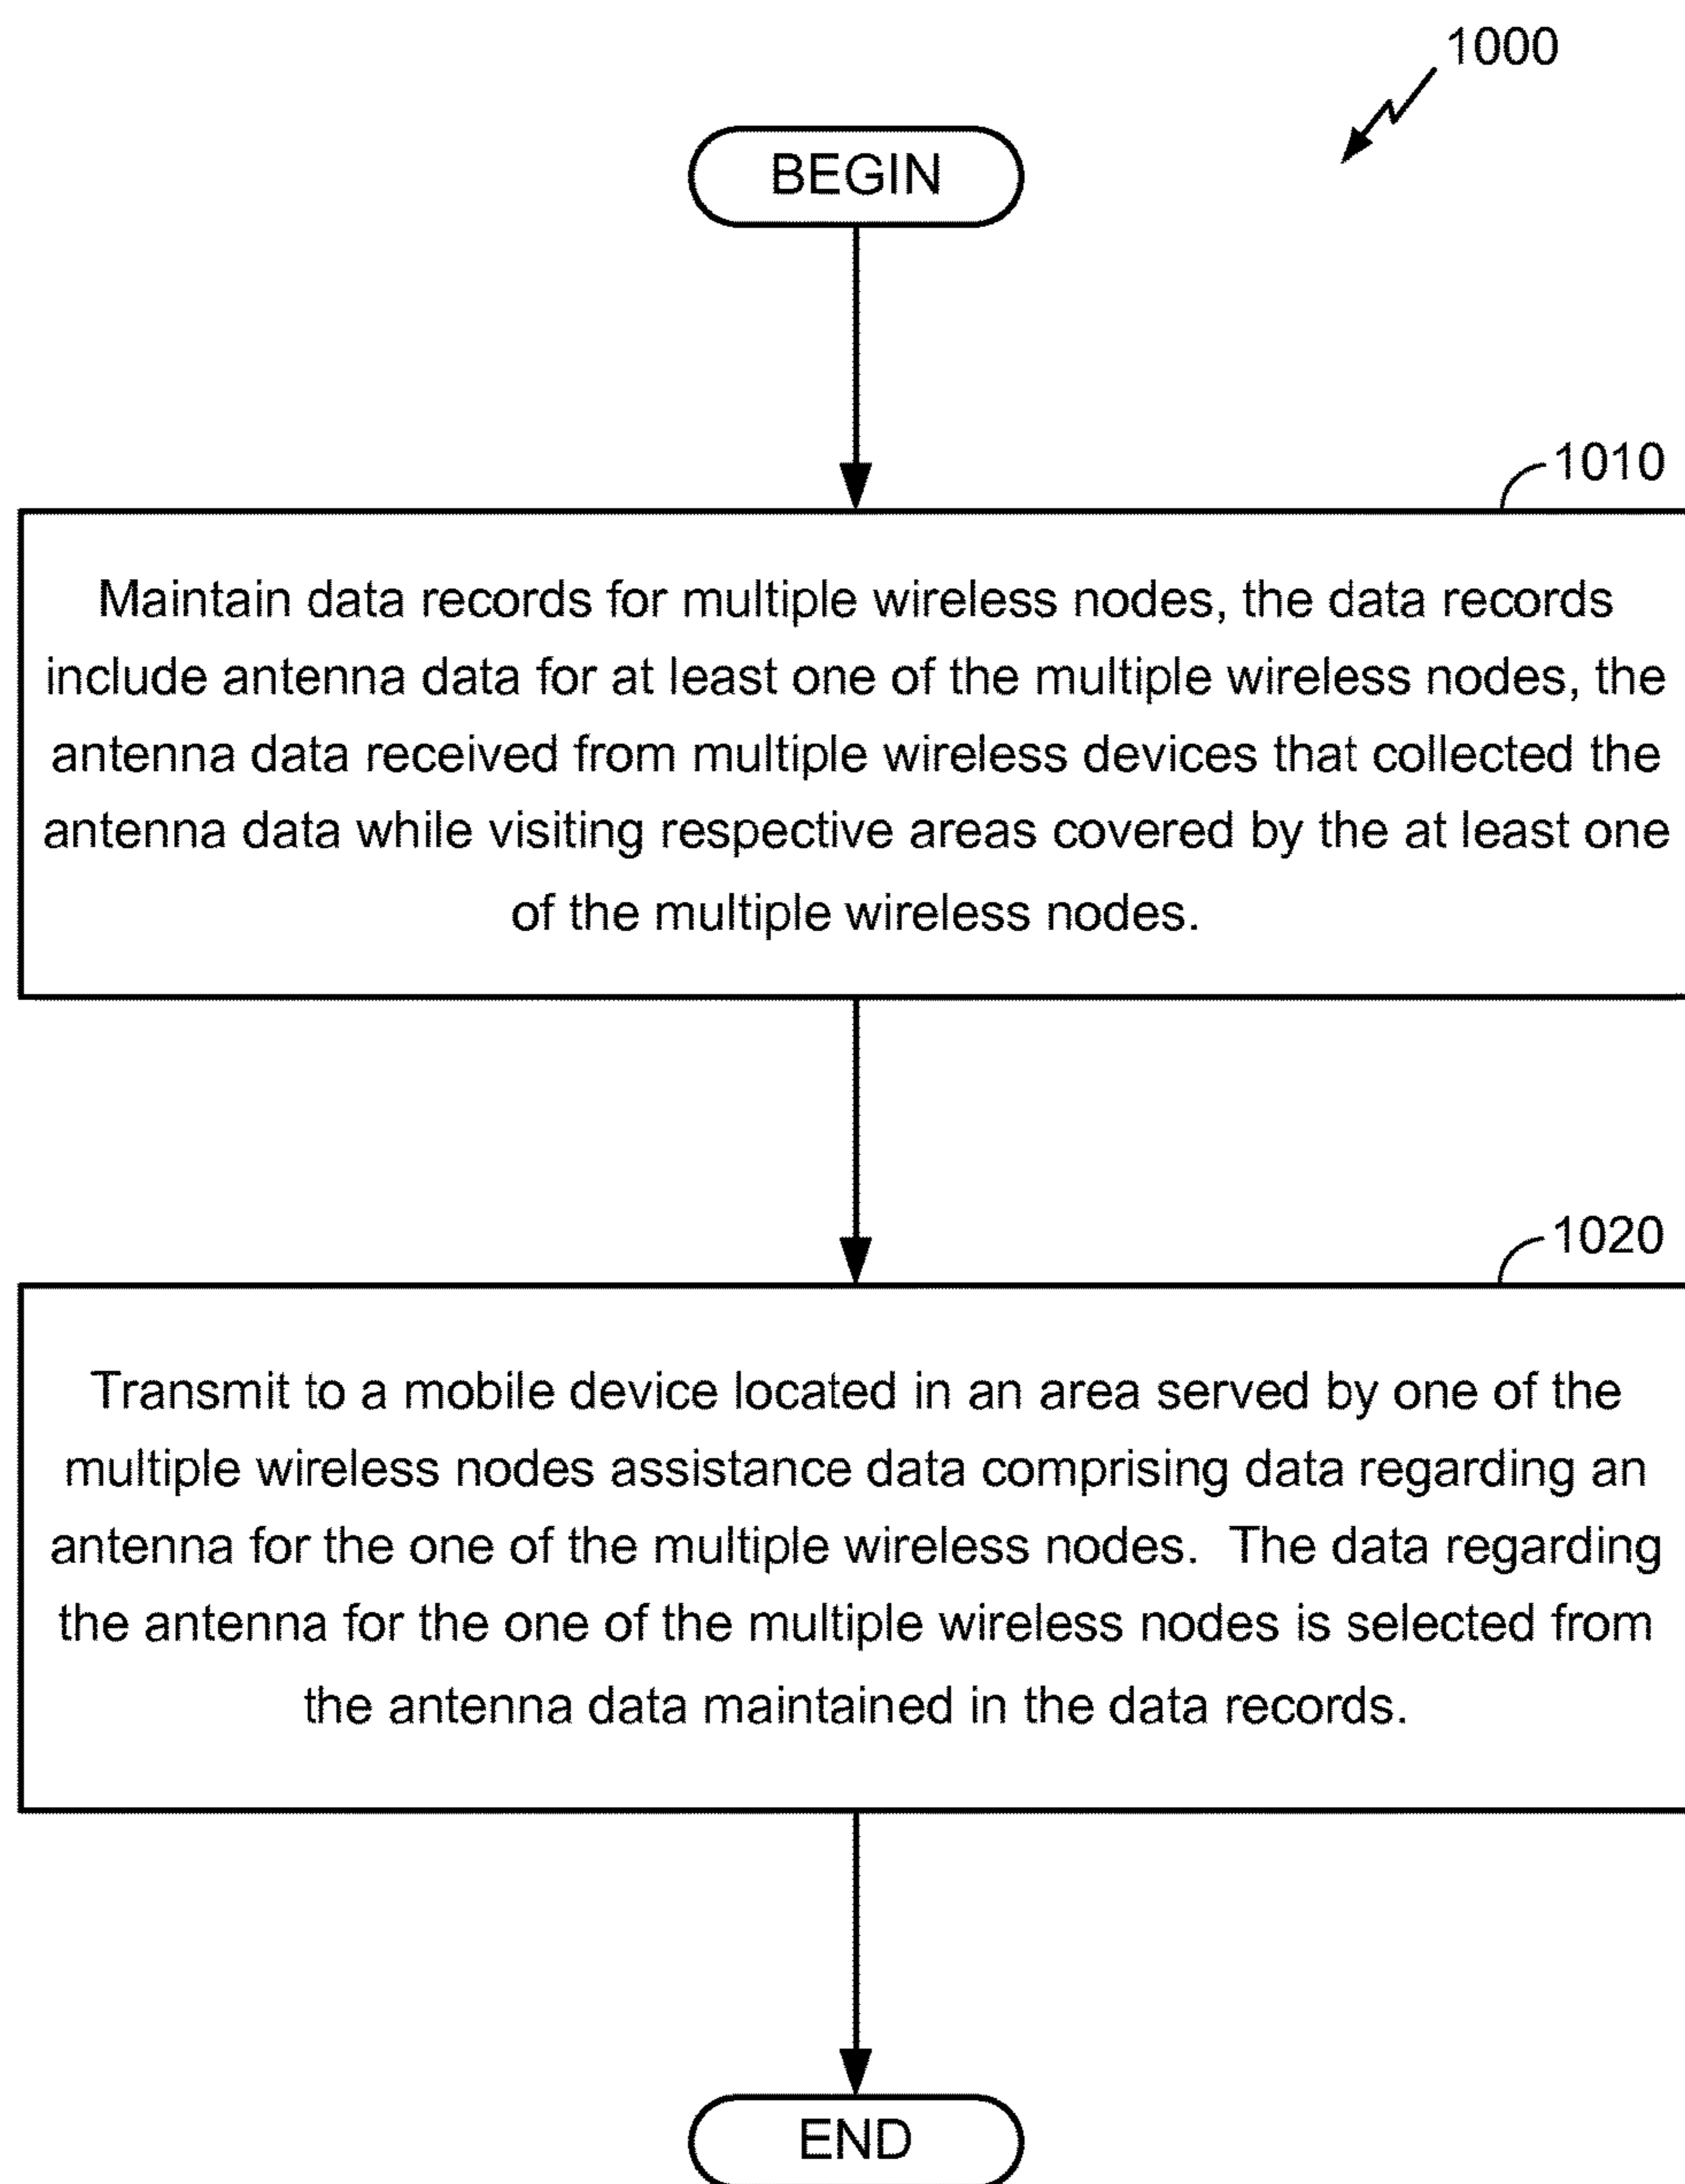 1000
BEGIN
1010
Maintain data records for multiple wireless nodes, the data records
include antenna data for at least one of the multiple wireless nodes, the
antenna data received from multiple wireless devices that collected the
antenna data while visiting respective areas covered by the at least one
of the multiple wireless nodes.
1020
Transmit to a mobile device located in an area served by one of the
multiple wireless nodes assistance data comprising data regarding an
antenna for the one of the multiple wireless nodes.  The data regarding
the antenna for the one of the multiple wireless nodes is selected from
the antenna data maintained in the data records.
END